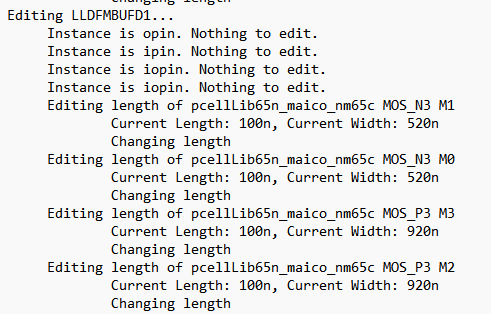 Changing length
Editing LLDFMBUFD1...
Instance is opin. Nothing to edit.
Instance is ipin. Nothing to edit.
Instance is iopin. Nothing to edit.
Instance is iopin. Nothing to edit.
Editing length of pcellLib65n_maico_nm65c MOS_N3 M1
Current Length: 100n, Current Width: 520n
Changing length
Editing length of pcellLib65n_maico_nm65c MOS_N3 M0
Current Length: 100n, Current Width: 520n
Changing length
Editing length of pcellLib65n_maico_nm65c MOS_P3 M3
Current Length: 100n, Current Width: 920n
Changing length
Editing length of pcellLib65n_maico_nm65c MOS_P3 M2
Current Length: 100n, Current Width: 920n
Changing length